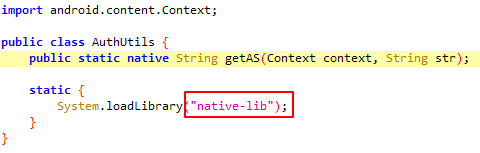 import android.content.Context;
public class AuthUtils {
    public static native String getAS(Context context, String str);
    static {
        System.loadLibrary("native-lib");
    }
}